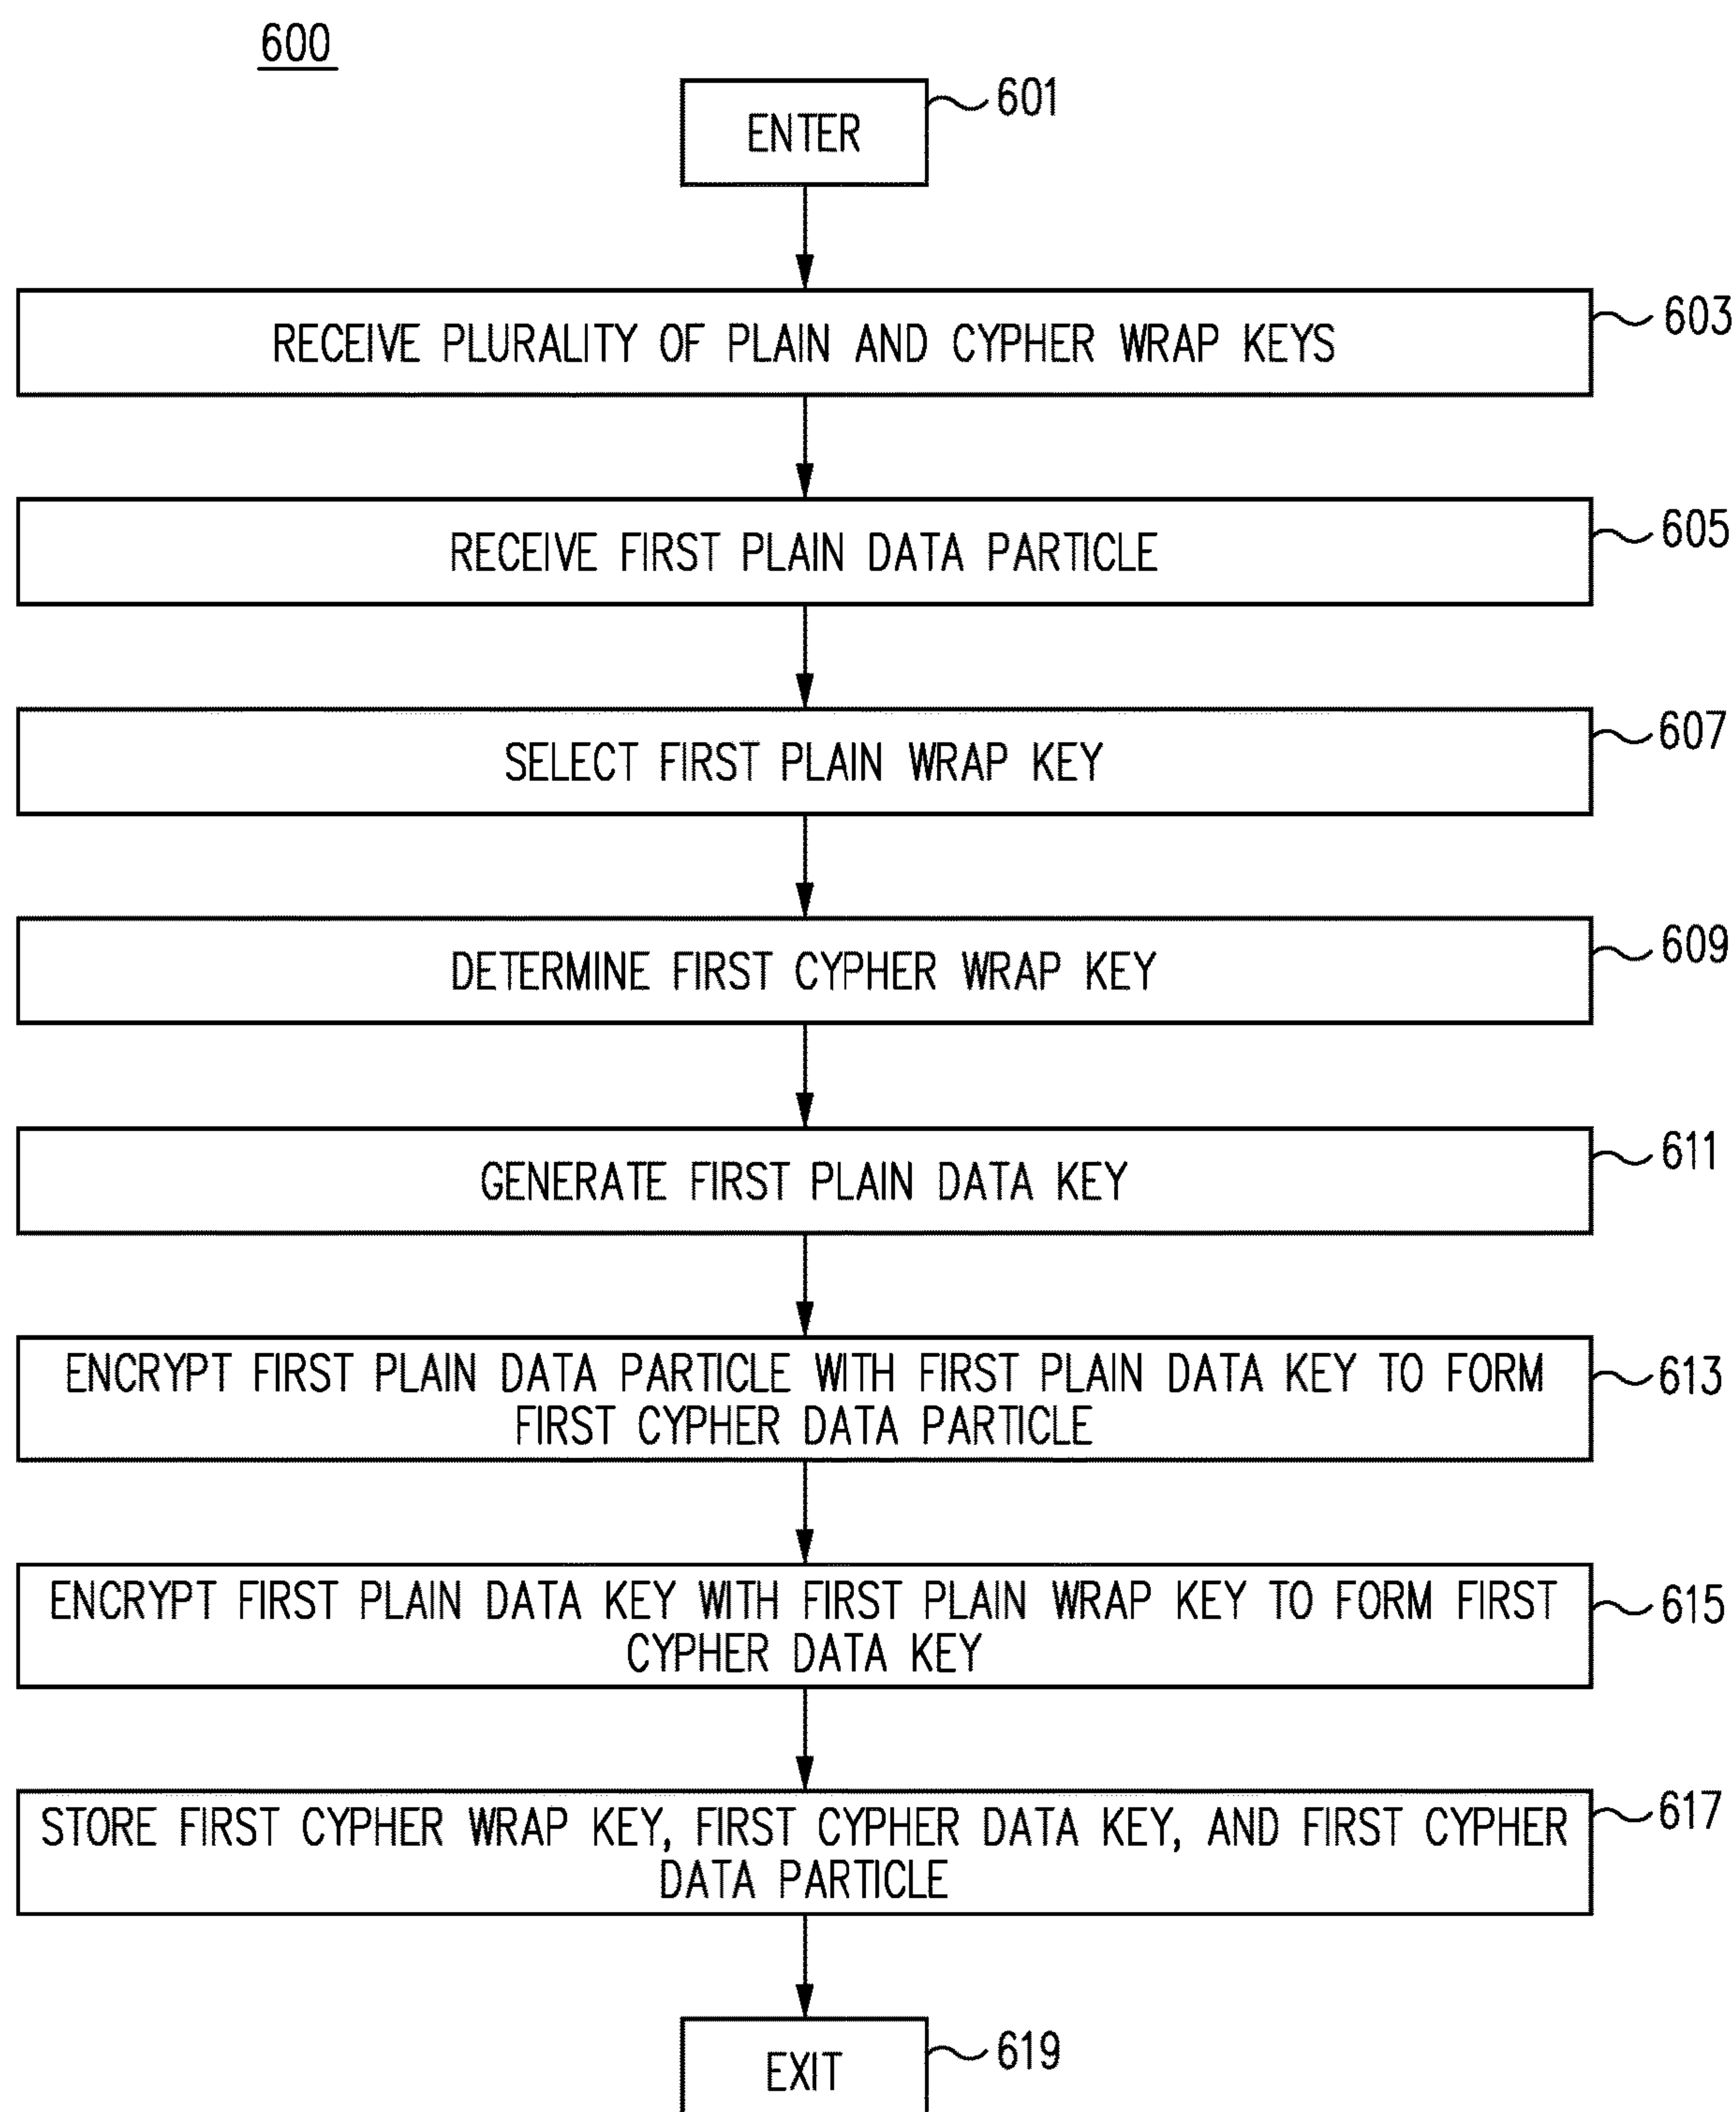 600
ENTER
601
RECEIVE PLURALITY OF PLAIN AND CYPHER WRAP KEYS
603
RECEIVE FIRST PLAIN DATA PARTICLE
605
SELECT FIRST PLAIN WRAP KEY
607
DETERMINE FIRST CYPHER WRAP KEY
609
GENERATE FIRST PLAIN DATA KEY
611
ENCRYPT FIRST PLAIN DATA PARTICLE WITH FIRST PLAIN DATA KEY TO FORM
FIRST CYPHER DATA PARTICLE
613
ENCRYPT FIRST PLAIN DATA KEY WITH FIRST PLAIN WRAP KEY TO FORM FIRST
CYPHER DATA KEY
615
STORE FIRST CYPHER WRAP KEY, FIRST CYPHER DATA KEY, AND FIRST CYPHER
DATA PARTICLE
617
EXIT
619